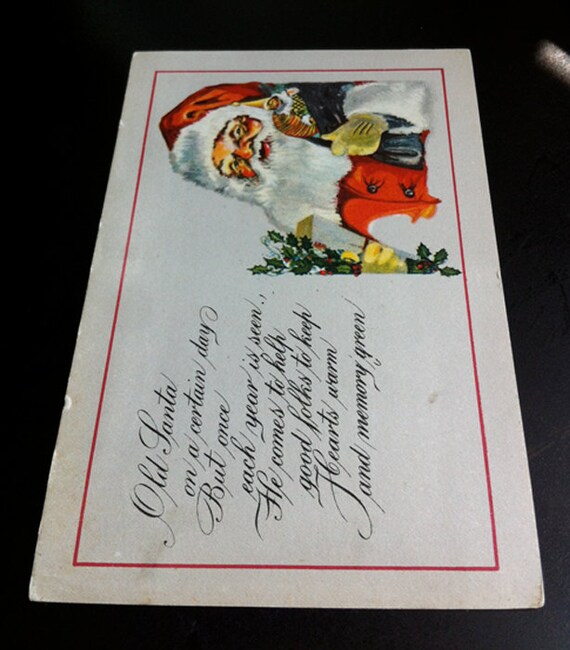 Old Santa
on a certain day
But once
each year is seen.,
He comes to help
good folks to keep
Hearts warm
and memory green